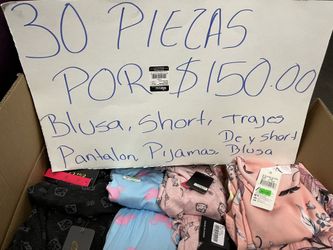 30 PIEZAS
POR $150.00
Blusa, Short, Trajes
De y short
Pantalon Pijamas Blusa